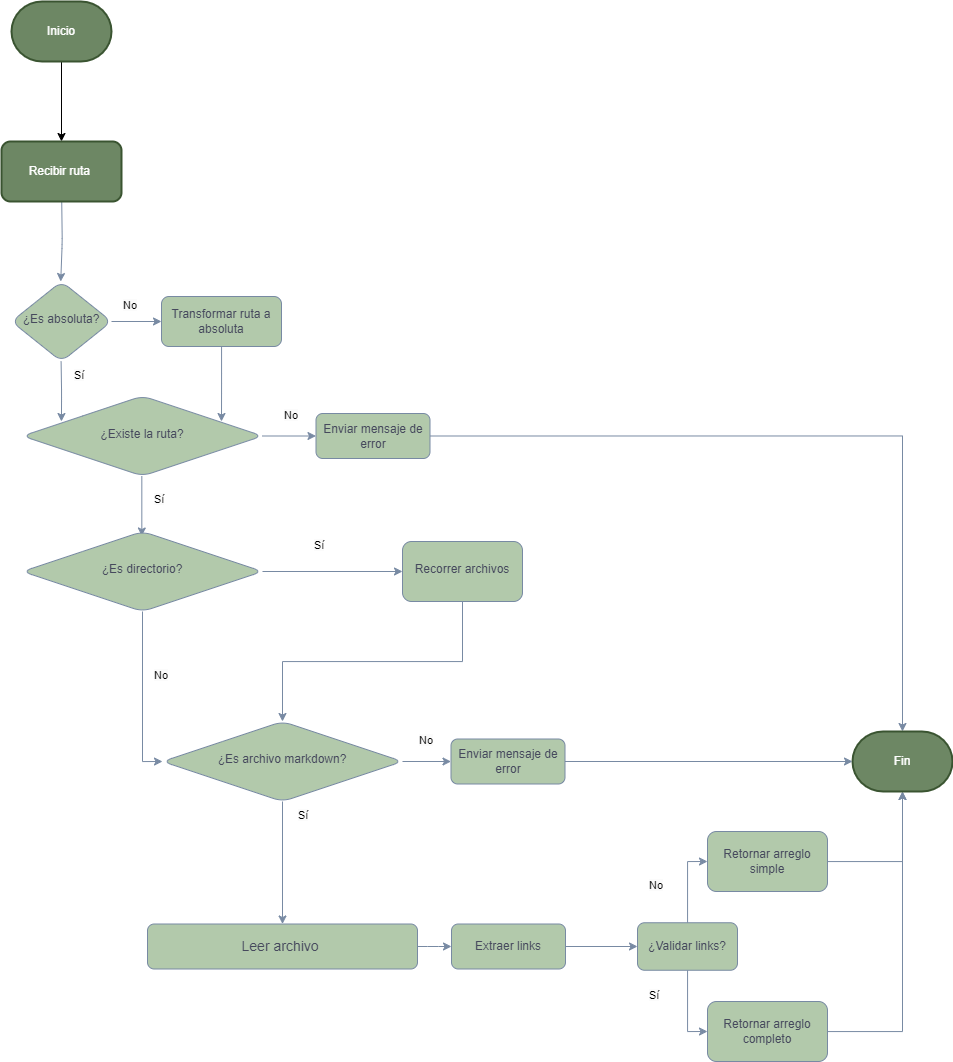 Inicio
Recibir ruta
¿Es absoluta?
No
Transformar ruta a
absoluta
Sí
¿Existe la ruta?
No
Enviar mensaje de
error
Sí
¿Es directorio?
Sí
Recorrer archivos
No
¿Es archivo markdown?
No
Enviar mensaje de
error
Fin
Sí
Leer archivo
Extraer links
¿Validar links?
No
Retornar arreglo
simple
Sí
Retornar arreglo
completo